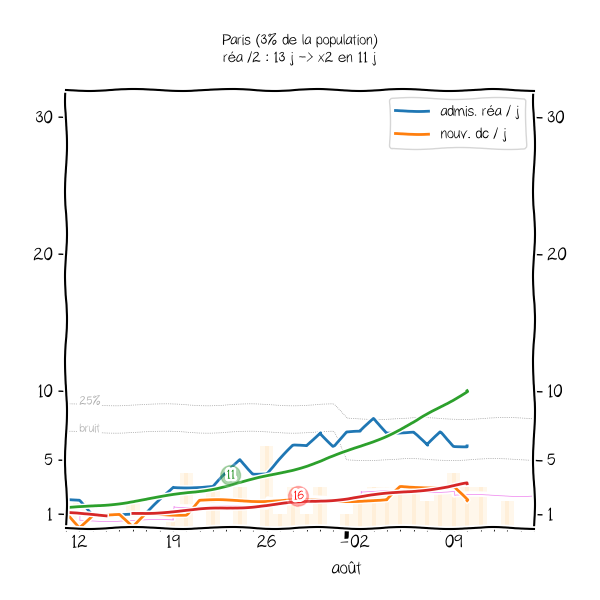 Paris (3% de la population)
réa /2 : 13 j -> x2 en 11 j
admis. réa / j
nouv. dc / j
30
30
20
20
10
10
25%
bruit
5
5
11
16
1
1
12 19 26 02 09
août